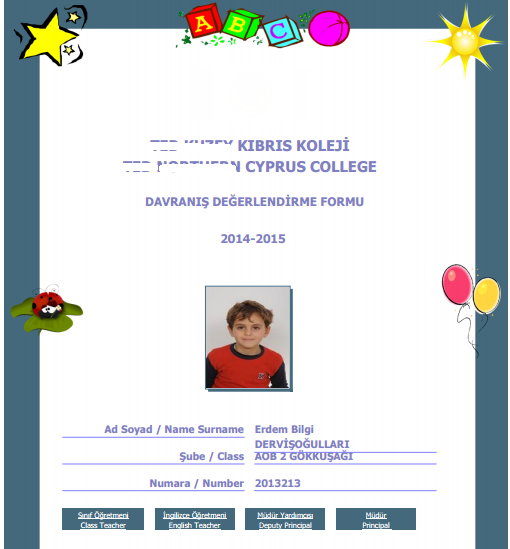 A B C
TED KUZEY KIBRIS KOLEJİ
TED NORTHERN CYPRUS COLLEGE
DAVRANIŞ DEĞERLENDİRME FORMU
2014-2015
Ad Soyad / Name Surname Erdem Bilgi
DERVİŞOĞULLARI
Şube / Class AOB 2 GÖKKUŞAĞI
Numara / Number 2013213
Sınıf Öğretmeni İngilizce Öğretmeni Müdür Yardımcısı Müdür
Class Teacher English Teacher Deputy Principal Principal